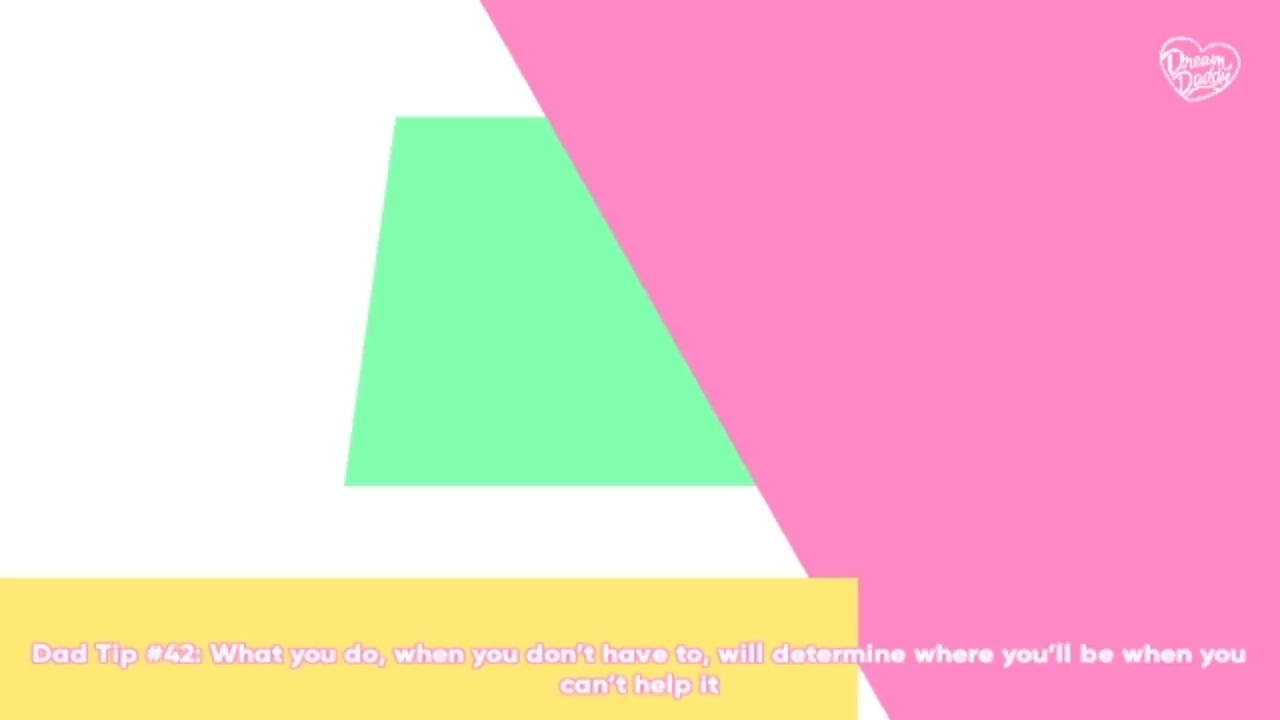 Dream
Daddy
Dad Tip #42: What you do, when you don't have to, will determine where you'll be when you
can't help it